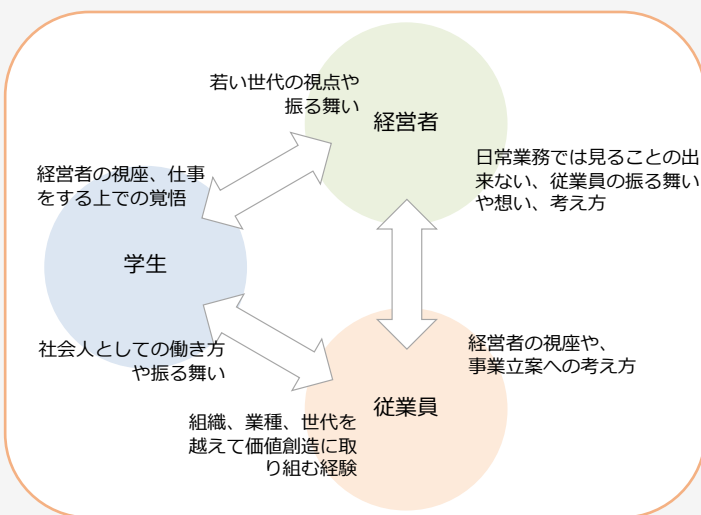 若い世代の視点や
振る舞い
経営者
日常業務では見ることの出
来ない、従業員の振る舞い
や想い、考え方
経営者の視座、仕事
をする上での覚悟
学生
社会人としての働き方
や振る舞い
経営者の視座や、
事業立案への考え方
従業員
組織、業種、世代を
越えて価値創造に取
り組む経験